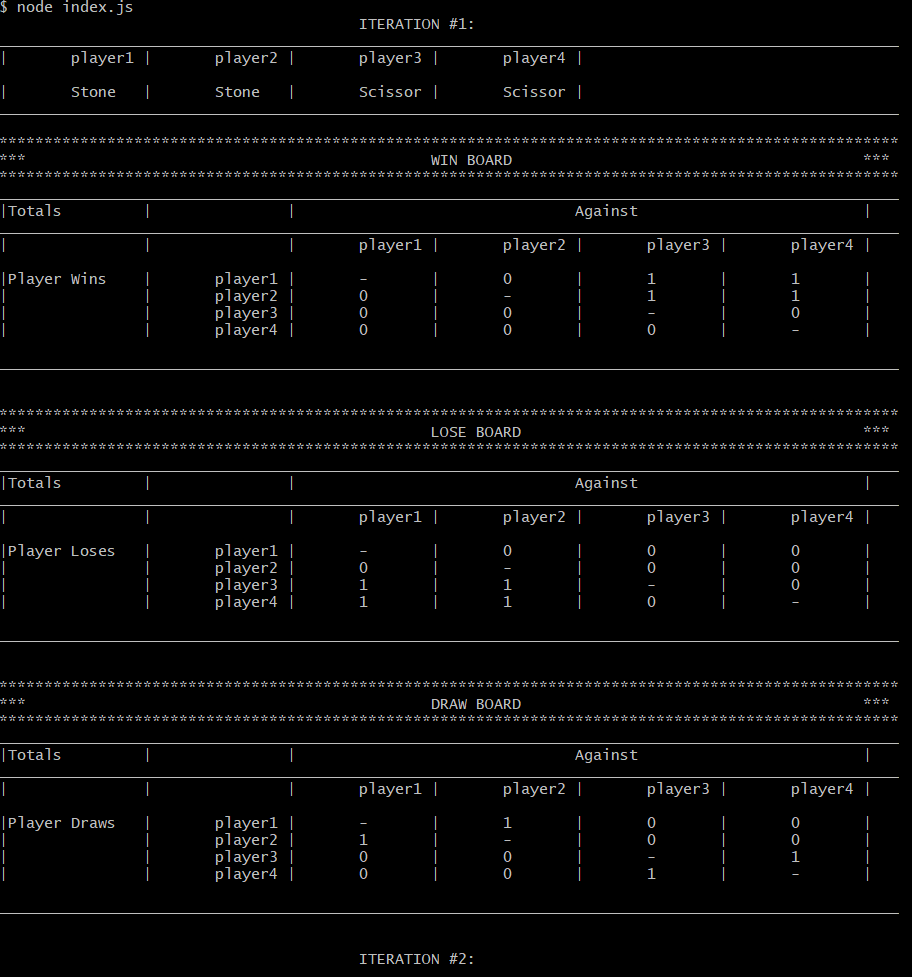 $ node index.js
ITERATION #1:
| player1 | player2 | player3 | player4 |
| Stone | Stone | Scissor | Scissor |
****************************************************************************************************
*** WIN BOARD ***
****************************************************************************************************
|Totals | | Against |
| | | player1 | player2 | player3 | player4 |
|Player Wins | player1 | - | 0 | 1 | 1 |
| | player2 | 0 | - | 1 | 1 |
| | player3 | 0 | 0 | - | 0 |
| | player4 | 0 | 0 | 0 | - |
****************************************************************************************************
*** LOSE BOARD ***
****************************************************************************************************
|Totals | | Against |
| | | player1 | player2 | player3 | player4 |
|Player Loses | player1 | - | 0 | 0 | 0 |
| | player2 | 0 | - | 0 | 0 |
| | player3 | 1 | 1 | - | 0 |
| | player4 | 1 | 1 | 0 | - |
****************************************************************************************************
*** DRAW BOARD ***
****************************************************************************************************
|Totals | | Against |
| | | player1 | player2 | player3 | player4 |
|Player Draws | player1 | - | 1 | 0 | 0 |
| | player2 | 1 | - | 0 | 0 |
| | player3 | 0 | 0 | - | 1 |
| | player4 | 0 | 0 | 1 | - |
ITERATION #2: